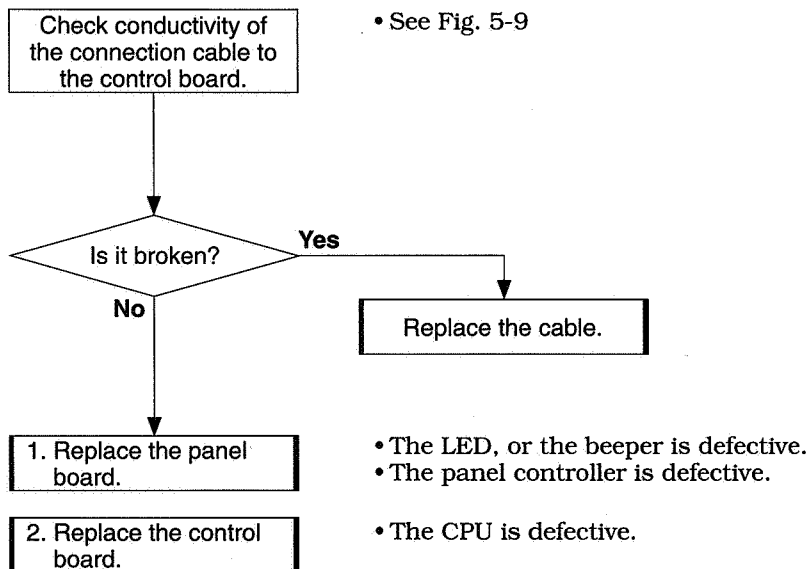 Check conductivity of
the connection cable to
the control board.
• See Fig. 5-9
Is it broken?
Yes
No
Replace the cable.
1. Replace the panel
board.
• The LED, or the beeper is defective.
• The panel controller is defective.
2. Replace the control
board.
• The CPU is defective.